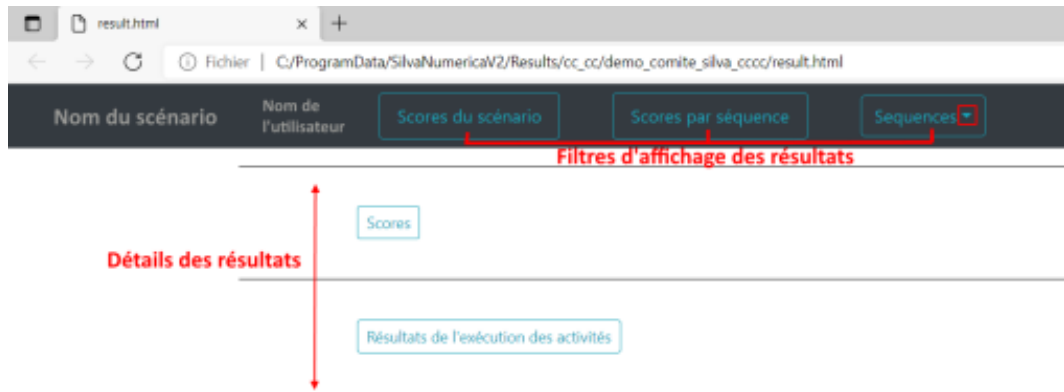 result.html
Fichier | C:/ProgramData/SilvaNumericaV2/Results/cc_cc/demo_comite_silva_cccc/result.html
Nom du scénario
Nom de
l'utilisateur
Scores du scénario
Scores par séquence
Sequences
Filtres d'affichage des résultats
Scores
Détails des résultats
Résultats de l'exécution des activités